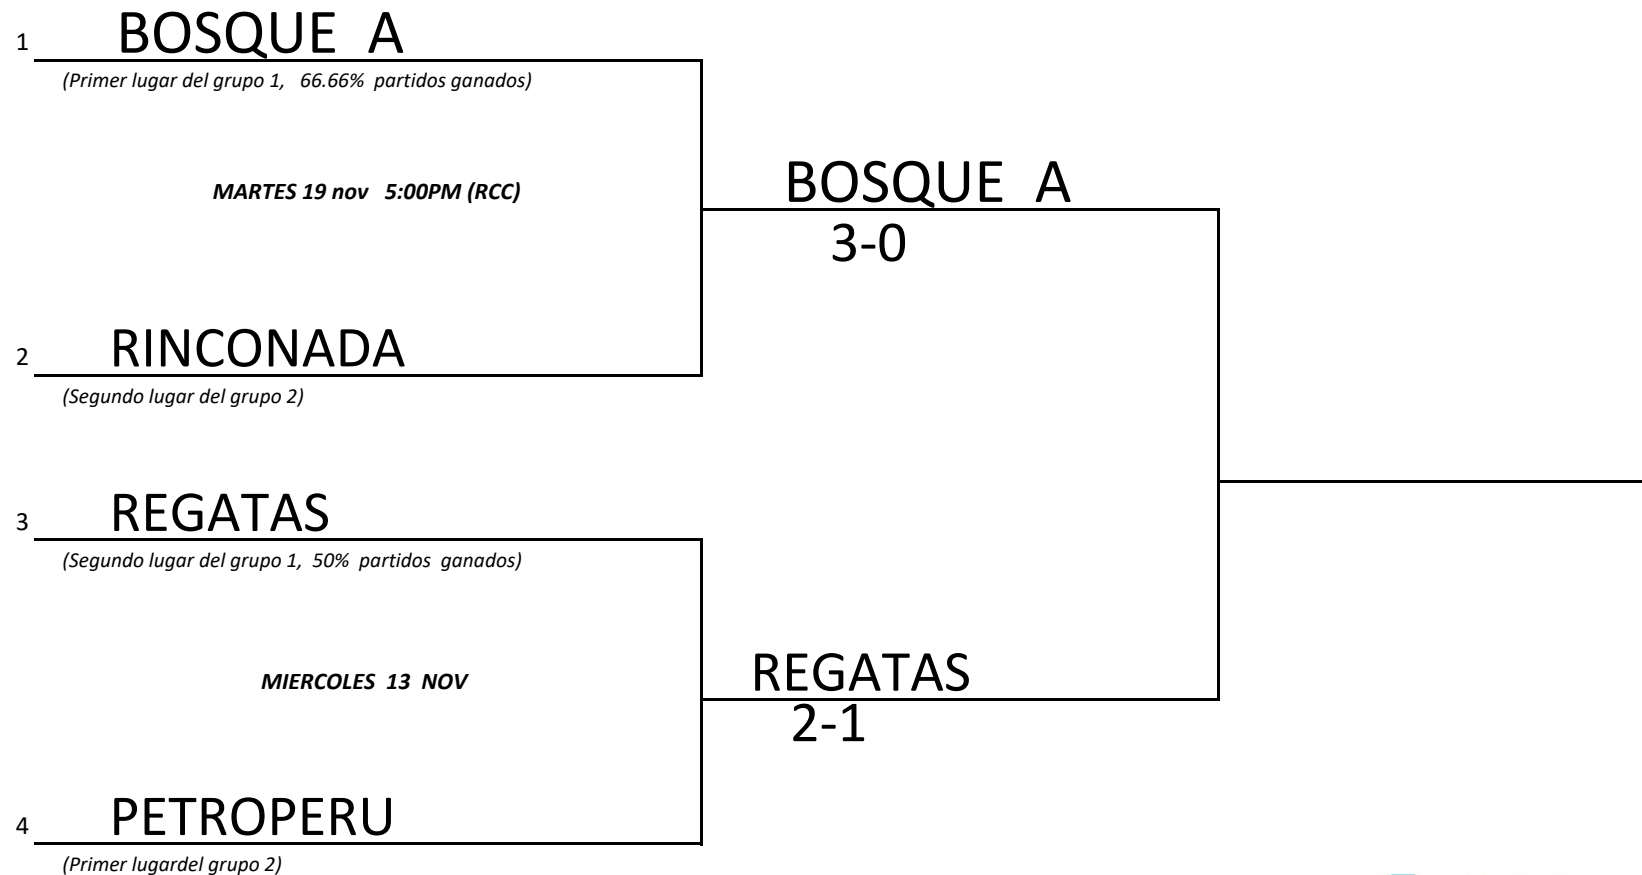 1 BOSQUE A
(Primer lugar del grupo 1, 66.66% partidos ganados)
MARTES 19 nov 5:00PM (RCC)
BOSQUE A
3-0
2 RINCONADA
(Segundo lugar del grupo 2)
3 REGATAS
(Segundo lugar del grupo 1, 50% partidos ganados)
MIERCOLES 13 NOV
REGATAS
2-1
4 PETROPERU
(Primer lugardel grupo 2)